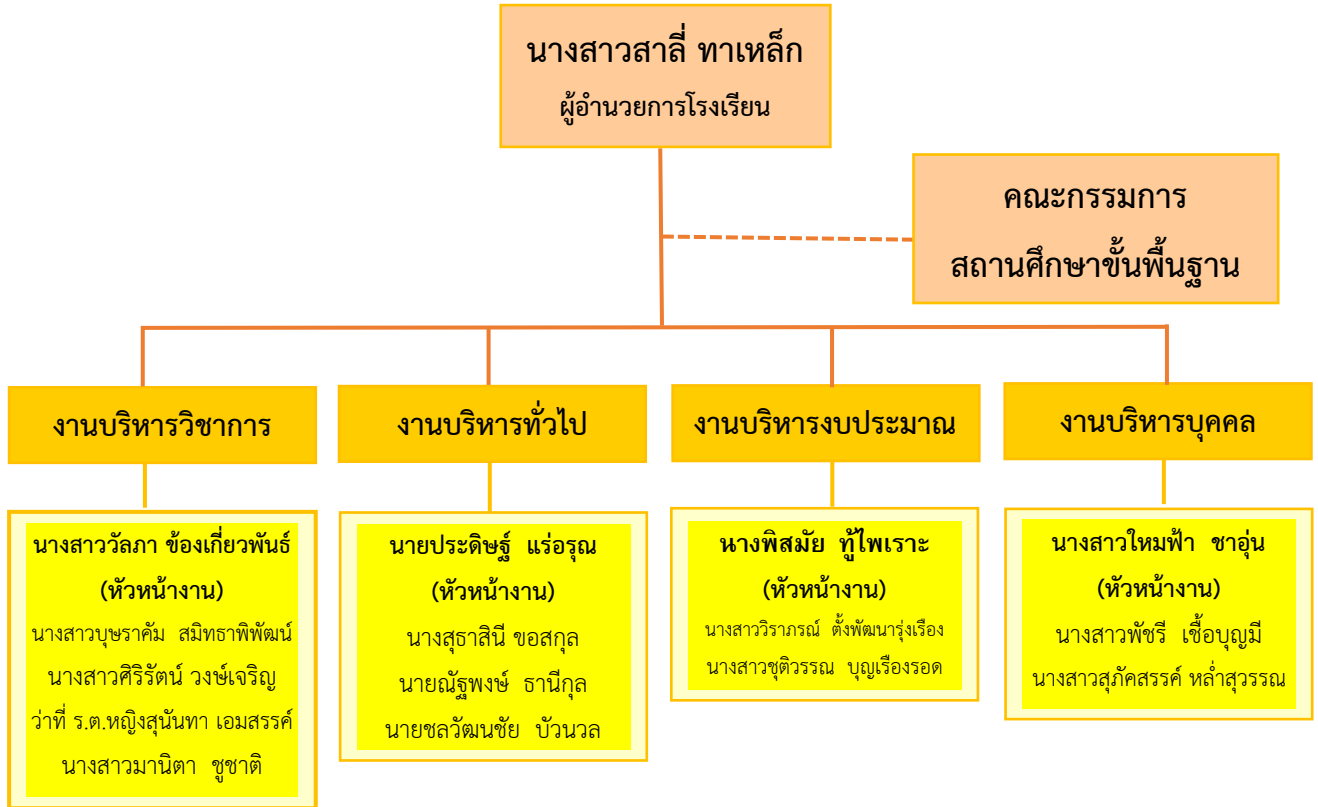 นางสาวสาลี่ ทาเหล็ก
ผู้อำนวยการโรงเรียน
คณะกรรมการ
สถานศึกษาขั้นพื้นฐาน
งานบริหารวิชาการ
งานบริหารทั่วไป
งานบริหารงบประมาณ
งานบริหารบุคคล
นางสาววัลภา ข้องเกี่ยวพันธ์
(หัวหน้างาน)
นางสาวบุษราคัม สมิทธาพิพัฒน์
นางสาวศิริรัตน์ วงษ์เจริญ
ว่าที่ ร.ต.หญิงสุนันทา เอมสรรค์
นางสาวมานิตา ชูชาติ
นายประดิษฐ์ แร่อรุณ
(หัวหน้างาน)
นางสุธาสินี ขอสกุล
นายณัฐพงษ์ ธานีกุล
นายชลวัฒนชัย บัวนวล
นางพิสมัย ทู้ไพเราะ
(หัวหน้างาน)
นางสาววิราภรณ์ ตั้งพัฒนารุ่งเรือง
นางสาวชุติวรรณ บุญเรืองรอด
นางสาวใหมฟ้า ชาอุ่น
(หัวหน้างาน)
นางสาวพัชรี เชื้อบุญมี
นางสาวสุภัคสรรค์ หล่ำสุวรรณ